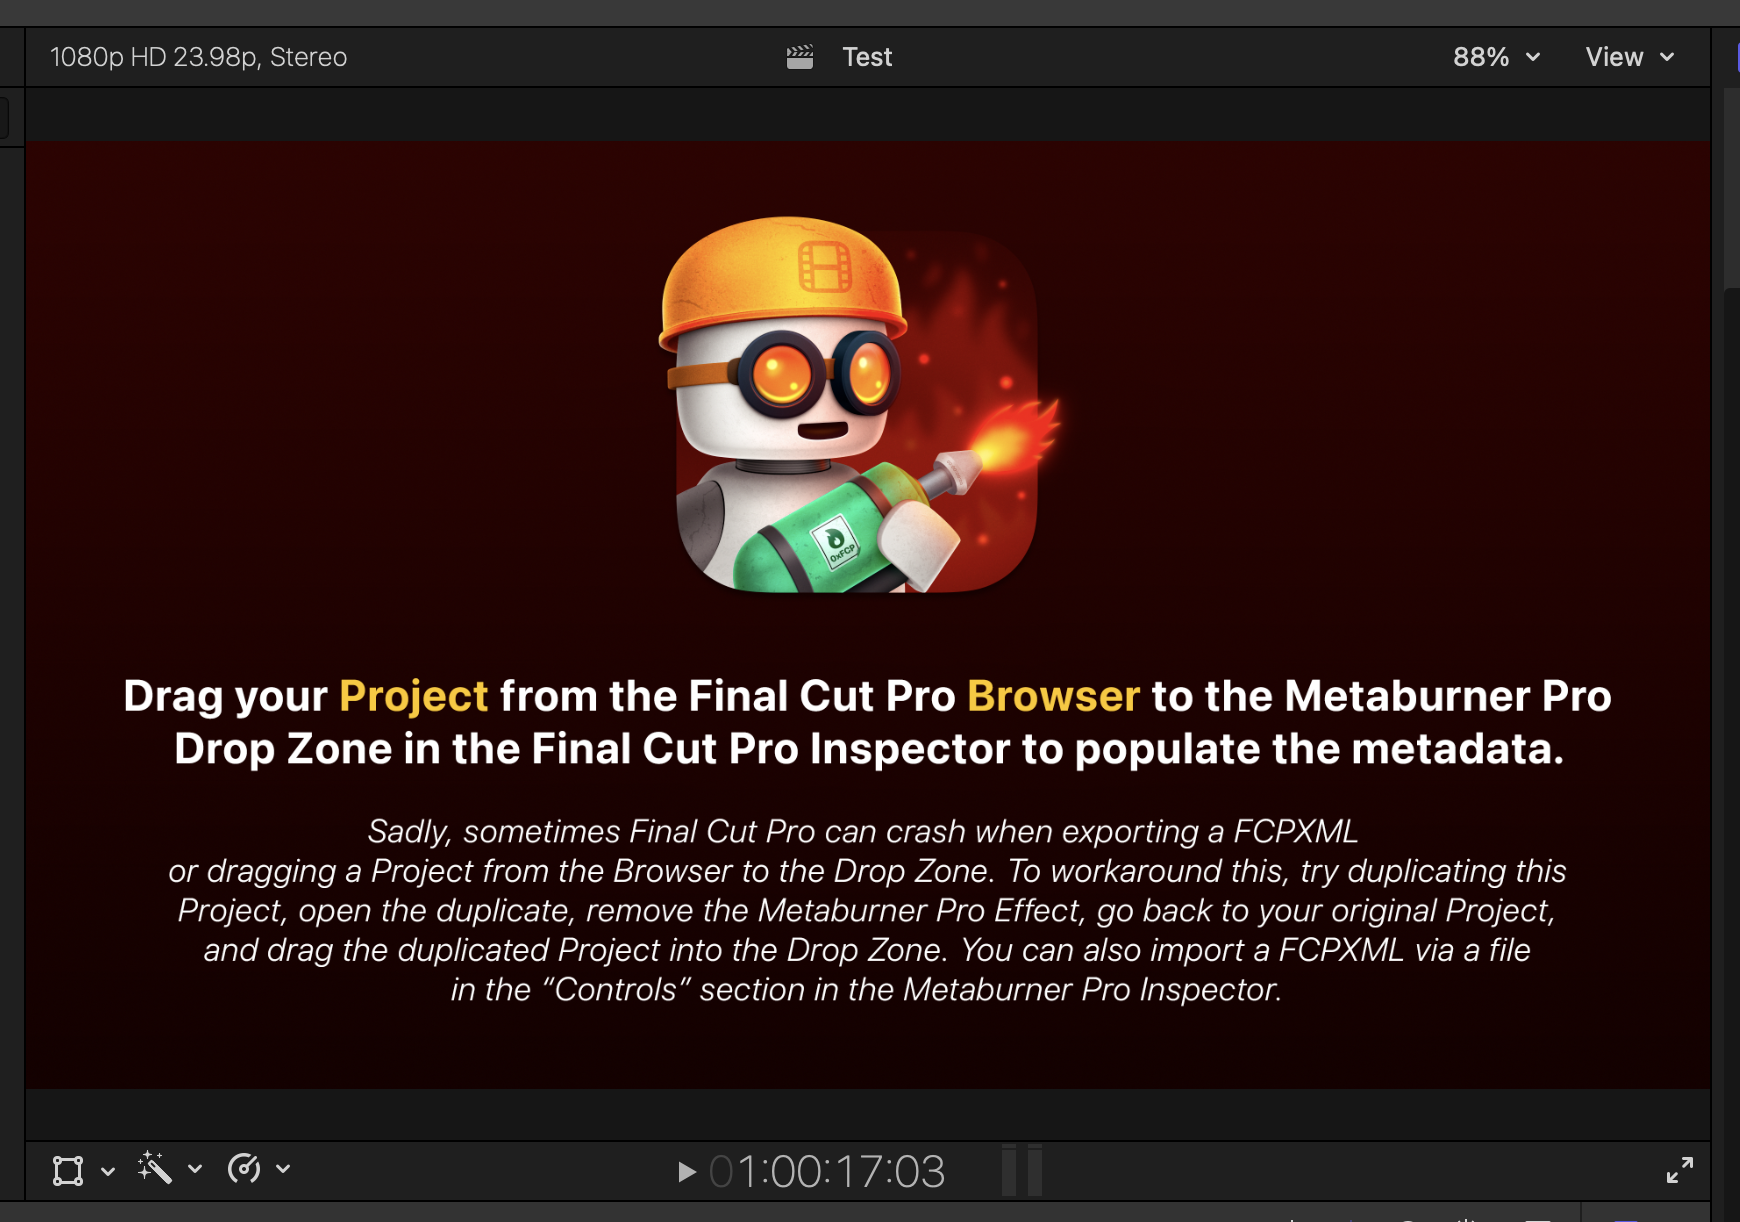 1080p HD 23.98p, Stereo
Test
88%
View
0xFCP
Drag your Project from the Final Cut Pro Browser to the Metaburner Pro
Drop Zone in the Final Cut Pro Inspector to populate the metadata.
Sadly, sometimes Final Cut Pro can crash when exporting a FCPXML
or dragging a Project from the Browser to the Drop Zone. To workaround this, try duplicating this
Project, open the duplicate, remove the Metaburner Pro Effect, go back to your original Project,
and drag the duplicated Project into the Drop Zone. You can also import a FCPXML via a file
in the “Controls” section in the Metaburner Pro Inspector.
01:00:17:03